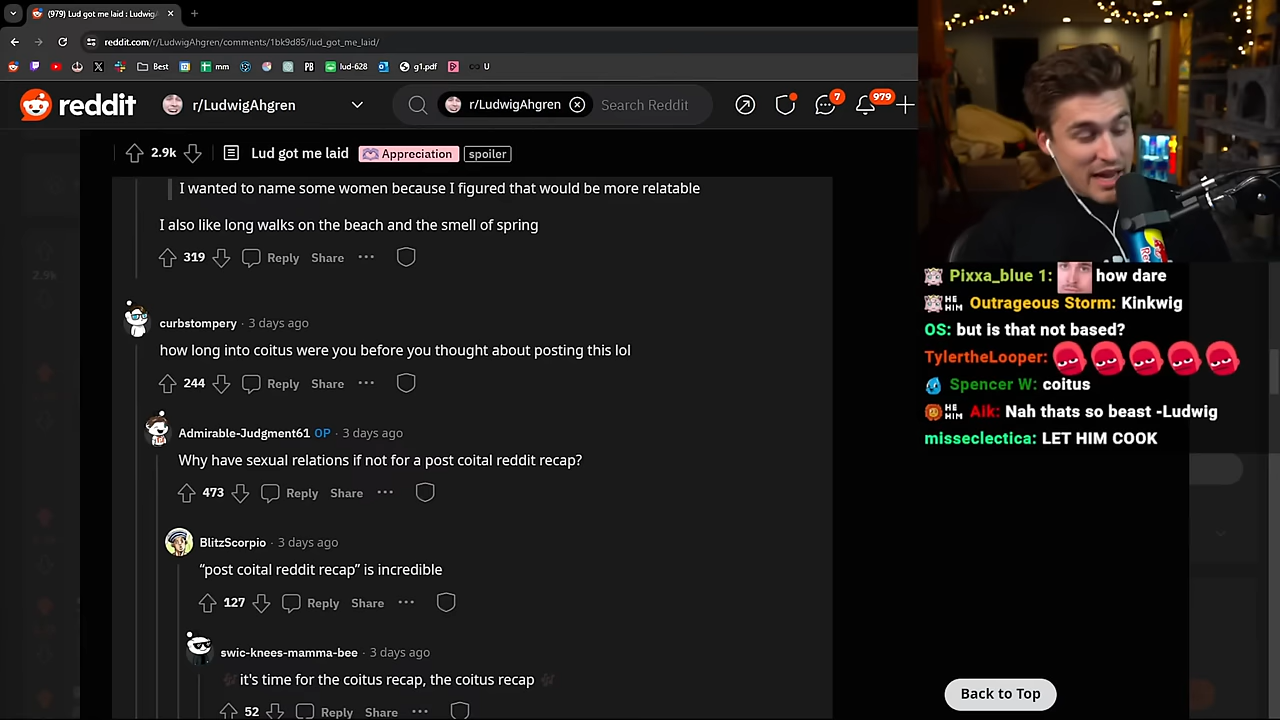 (979) Lud got me laid : Ludwig
reddit.com/r/LudwigAhgren/comments/1bk9d85/lud_got_me_laid/
Best
mm
PB
lud-628
g1.pdf
U
reddit
r/LudwigAhgren
r/LudwigAhgren
Search Reddit
7
979
2.9k
Lud got me laid
Appreciation
spoiler
I wanted to name some women because I figured that would be more relatable
I also like long walks on the beach and the smell of spring
319 Reply Share
curbstompery · 3 days ago
how long into coitus were you before you thought about posting this lol
244 Reply Share
Admirable-Judgment61 OP · 3 days ago
Why have sexual relations if not for a post coital reddit recap?
473 Reply Share
BlitzScorpio · 3 days ago
“post coital reddit recap” is incredible
127 Reply Share
swic-knees-mamma-bee · 3 days ago
it's time for the coitus recap, the coitus recap
52 Reply Share
2.9k
Pixxa_blue 1: how dare
HE HIM Outrageous Storm: Kinkwig
OS: but is that not based?
TylertheLooper:
Spencer W: coitus
HE HIM Aik: Nah thats so beast -Ludwig
misseclectica: LET HIM COOK
Back to Top